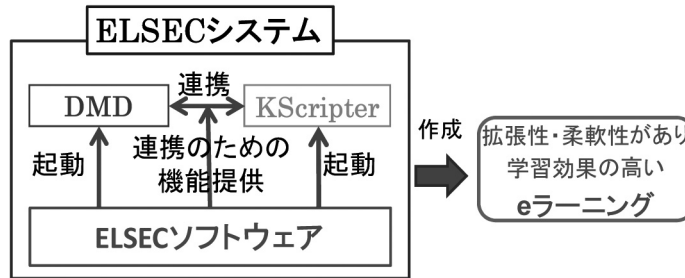 ELSECシステム
連携
DMD
KScripter
起動
連携のための
機能提供
起動
ELSECソフトウェア
作成
拡張性・柔軟性があり
学習効果の高い
eラーニング